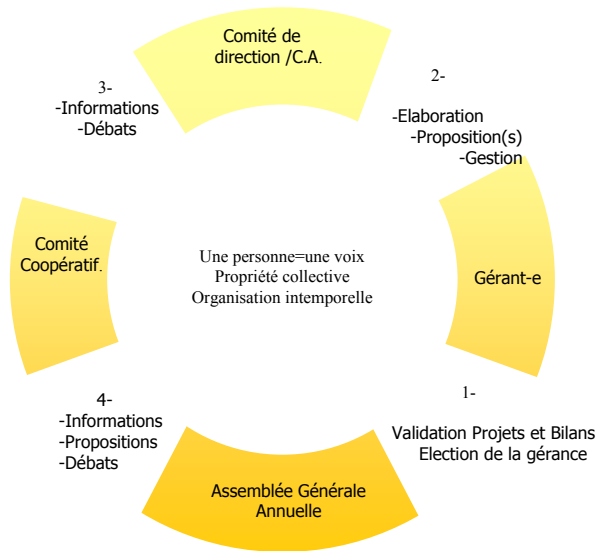 Comité de
direction /C.A.
3-
-Informations
-Débats
2-
-Elaboration
-Proposition(s)
-Gestion
Comité
Coopératif.
Une personne=une voix
Propriété collective
Organisation intemporelle
Gérant-e
4-
-Informations
-Propositions
-Débats
1-
Validation Projets et Bilans
Election de la gérance
Assemblée Générale
Annuelle